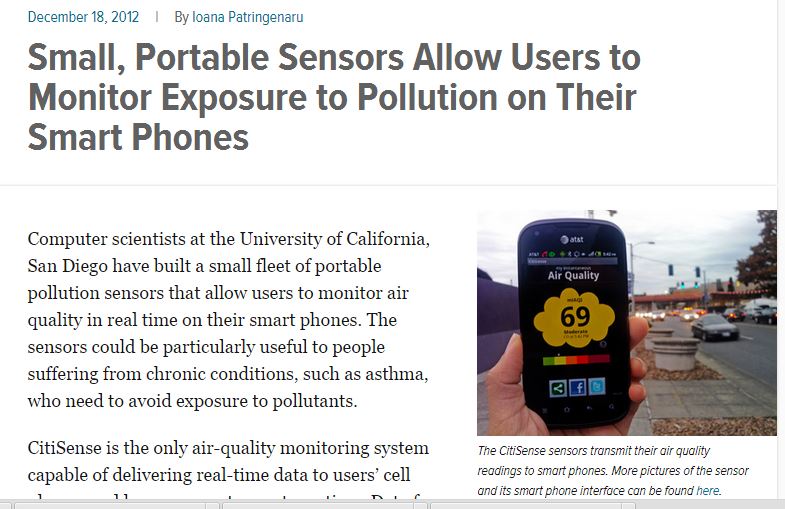 December 18, 2012 | By Ioana Patringenaru
Small, Portable Sensors Allow Users to
Monitor Exposure to Pollution on Their
Smart Phones
Computer scientists at the University of California,
San Diego have built a small fleet of portable
pollution sensors that allow users to monitor air
quality in real time on their smart phones. The
sensors could be particularly useful to people
suffering from chronic conditions, such as asthma,
who need to avoid exposure to pollutants.
CitiSense is the only air-quality monitoring system
capable of delivering real-time data to users’ cell
at&t
AT&T
my instantaneous
Air Quality
69
Moderate
The CitiSense sensors transmit their air quality
readings to smart phones. More pictures of the sensor
and its smart phone interface can be found here.